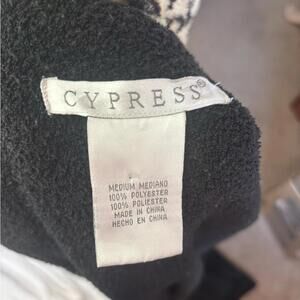 CYPRESS®
MEDIUM MEDIANO
100% POLYESTER
100% POLIESTER
MADE IN CHINA
HECHO EN CHINA